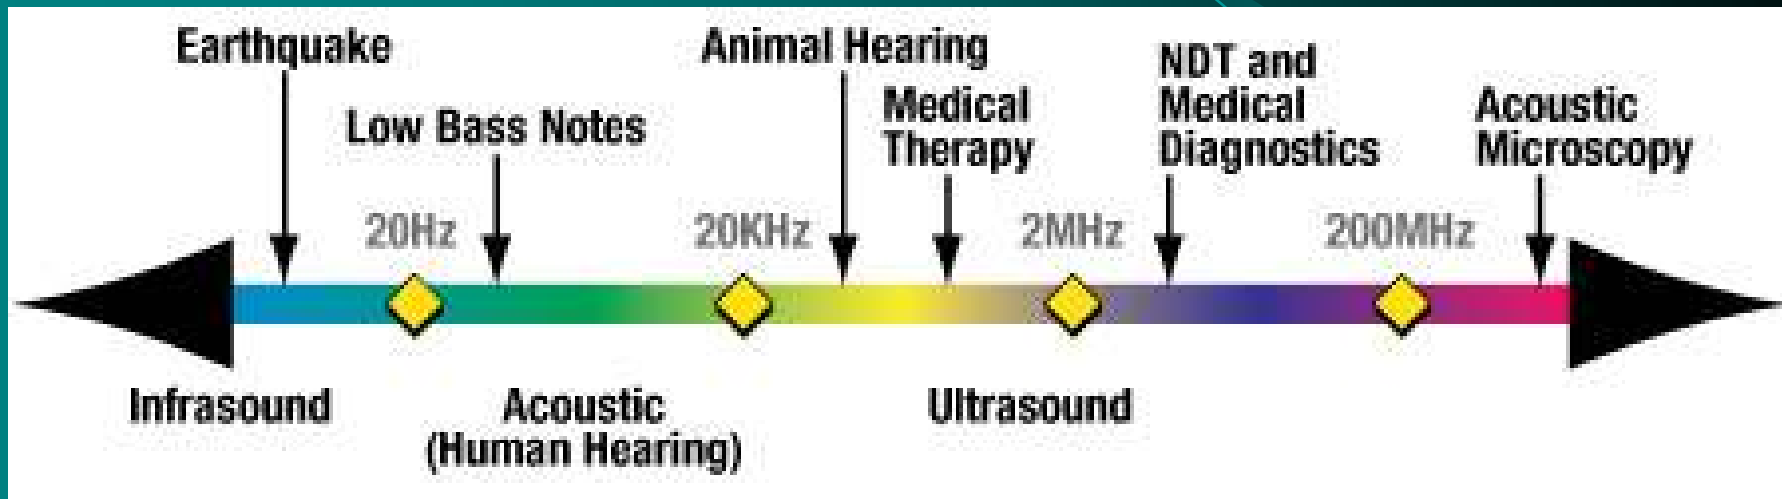 Earthquake
Low Bass Notes
Animal Hearing
Medical
Therapy
NDT and
Medical
Diagnostics
Acoustic
Microscopy
20Hz
20KHz
2MHz
200MHz
Infrasound
Acoustic
(Human Hearing)
Ultrasound